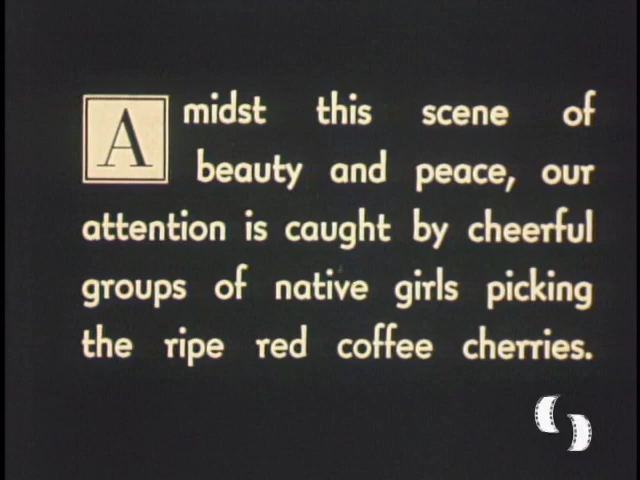 Amidst this scene of
beauty and peace, our
attention is caught by cheerful
groups of native girls picking
the ripe red coffee cherries.